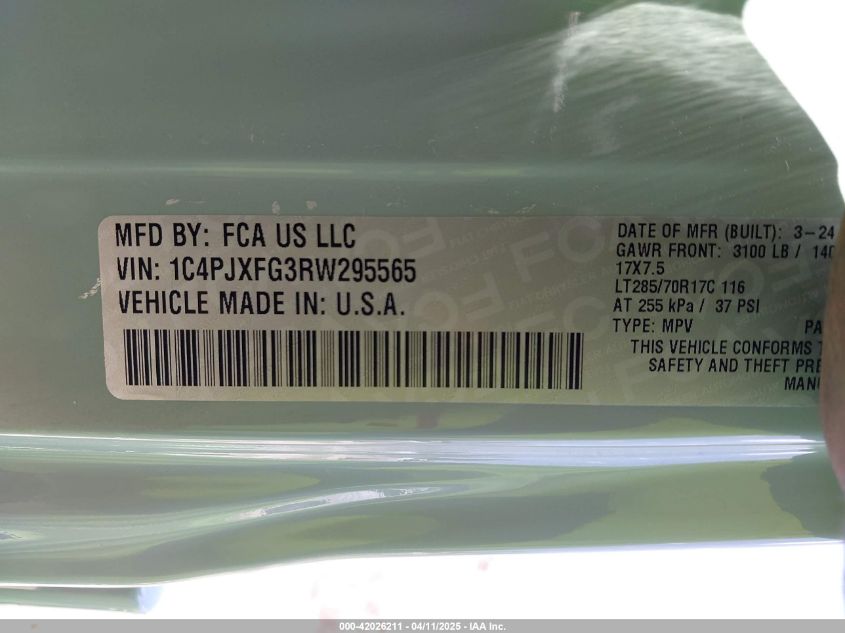 MFD BY: FCA US LLC
VIN: 1C4PJXFG3RW295565
VEHICLE MADE IN: U.S.A.
DATE OF MFR (BUILT): 3-24
GAWR FRONT: 3100 LB /
17X7.5
LT285/70R17C 116
AT 255 kPa / 37 PSI
TYPE: MPV
THIS VEHICLE CONFORMS
SAFETY AND THEFT
000-42026211 - 04/11/2025 - IAA Inc.